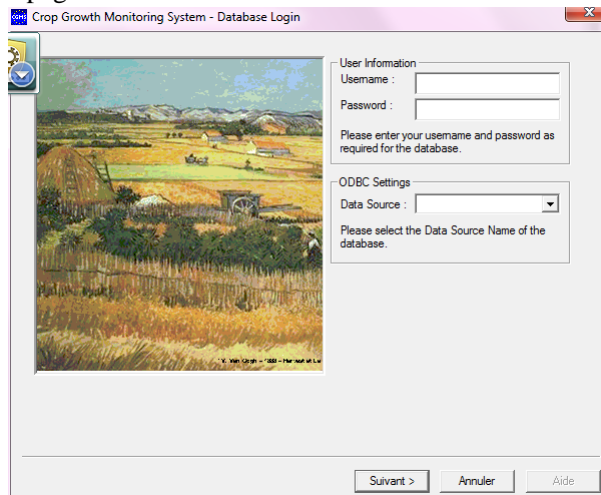 Crop Growth Monitoring System - Database Login
User Information
Username :
Password :
Please enter your username and password as
required for the database.
ODBC Settings
Data Source :
Please select the Data Source Name of the
database.
Suivant >
Annuler
Aide